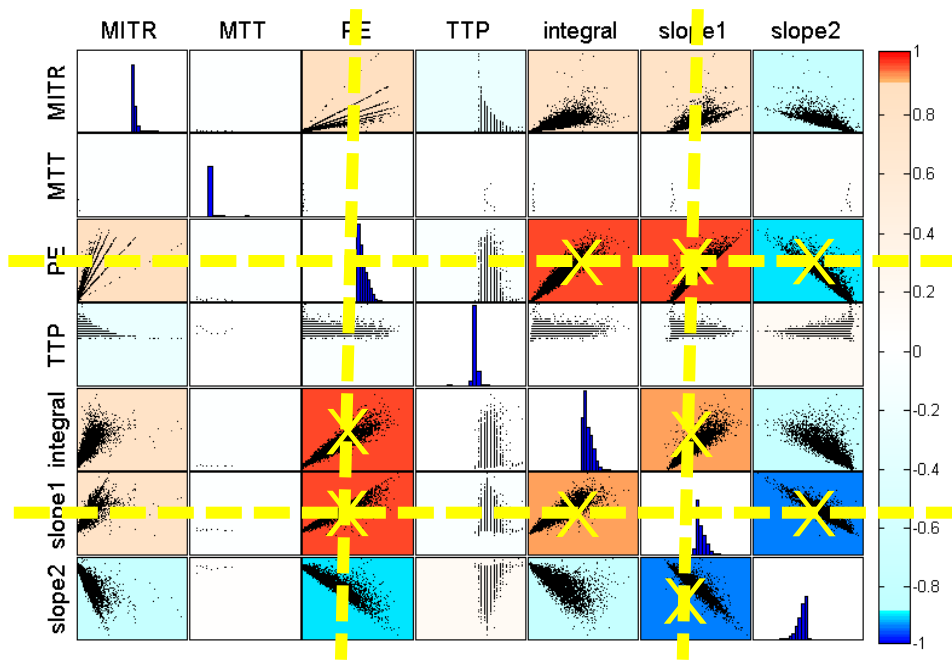 MITR MTT PE TTP integral slope1 slope2
MITR
MTT
PE
TTP
integral
slope1
slope2
1
0.8
0.6
0.4
0.2
0
-0.2
-0.4
-0.6
-0.8
-1
X X X
X X
X X X
X